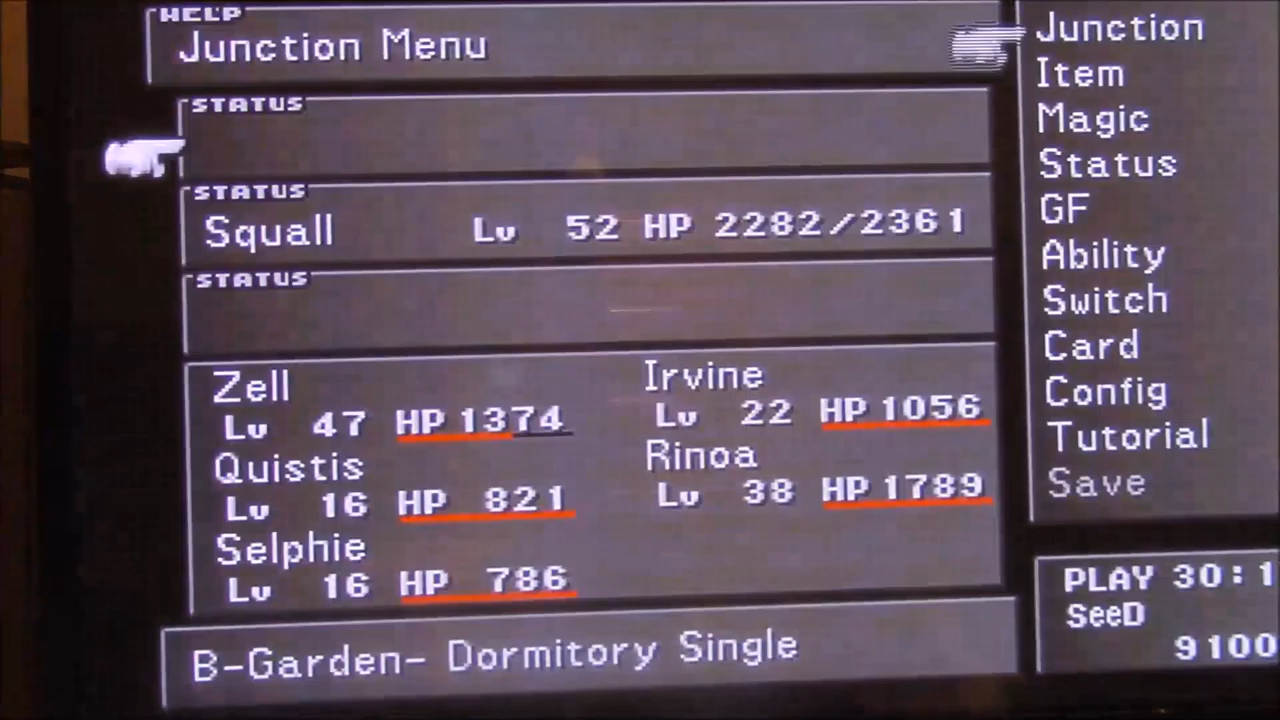 HELP
Junction Menu
STATUS
STATUS
Squall Lv 52 HP 2282/2361
STATUS
Zell
Lv 47 HP 1374
Quistis
Lv 16 HP 821
Selphie
Lv 16 HP 786
Irvine
Lv 22 HP 1056
Rinoa
Lv 38 HP 1789
B-Garden- Dormitory Single
Junction
Item
Magic
Status
GF
Ability
Switch
Card
Config
Tutorial
Save
PLAY 30:1
SeeD
9100